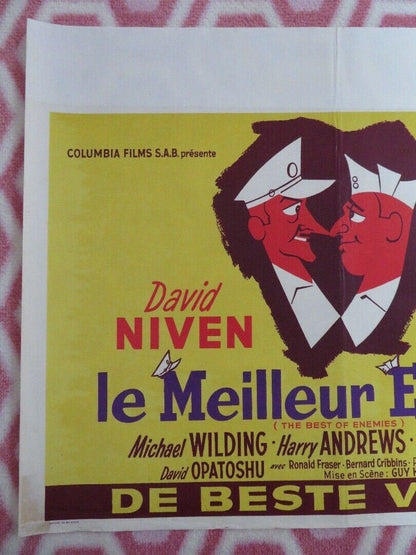 COLUMBIA FILMS S.A.B. présente
David
NIVEN
le Meilleur E
( THE BEST OF ENEMIES )
Michael WILDING · Harry ANDREWS ·
David OPATOSHU avec Ronald Fraser · Bernard Cribbins ·
Mise en Scène: GUY H
DE BESTE V